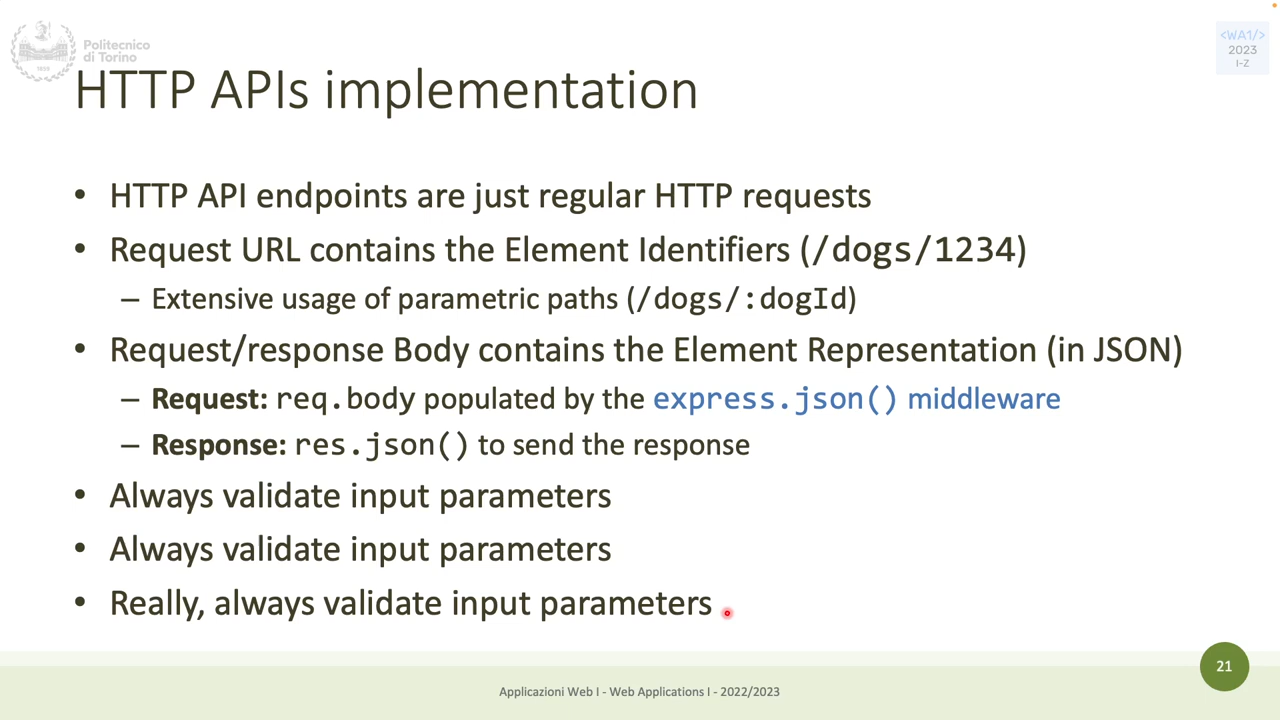 Politecnico
di Torino
1859
<WA1/>
2023
I-Z
HTTP APIs implementation
• HTTP API endpoints are just regular HTTP requests
• Request URL contains the Element Identifiers (/dogs/1234)
– Extensive usage of parametric paths (/dogs/:dogId)
• Request/response Body contains the Element Representation (in JSON)
– Request: req.body populated by the express.json() middleware
– Response: res.json() to send the response
• Always validate input parameters
• Always validate input parameters
• Really, always validate input parameters
21
Applicazioni Web I - Web Applications I - 2022/2023